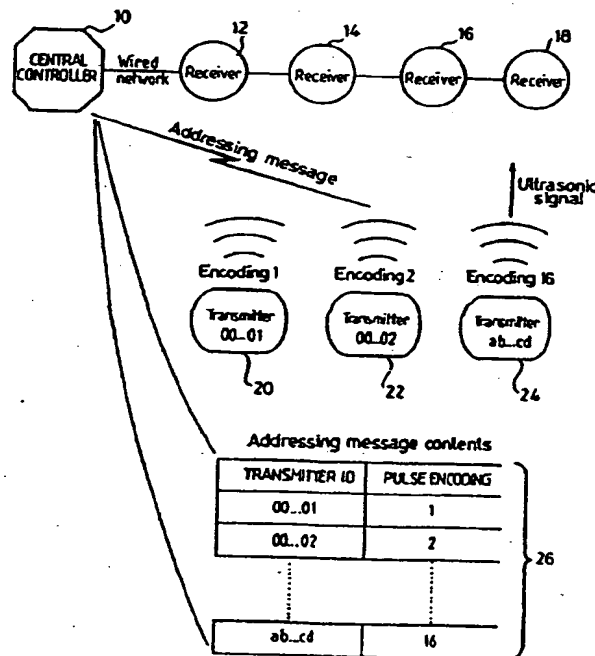 10
12
14
16
18
CENTRAL
CONTROLLER
Wired
network
Receiver
Receiver
Receiver
Receiver
Addressing message
Ultrasonic
signal
Encoding 1
Encoding 2
Encoding 16
Transmitter
00...01
Transmitter
00...02
Transmitter
ab...cd
20
22
24
Addressing message contents
TRANSMITTER ID PULSE ENCODING
00...01 1
00...02 2
26
ab...cd 16